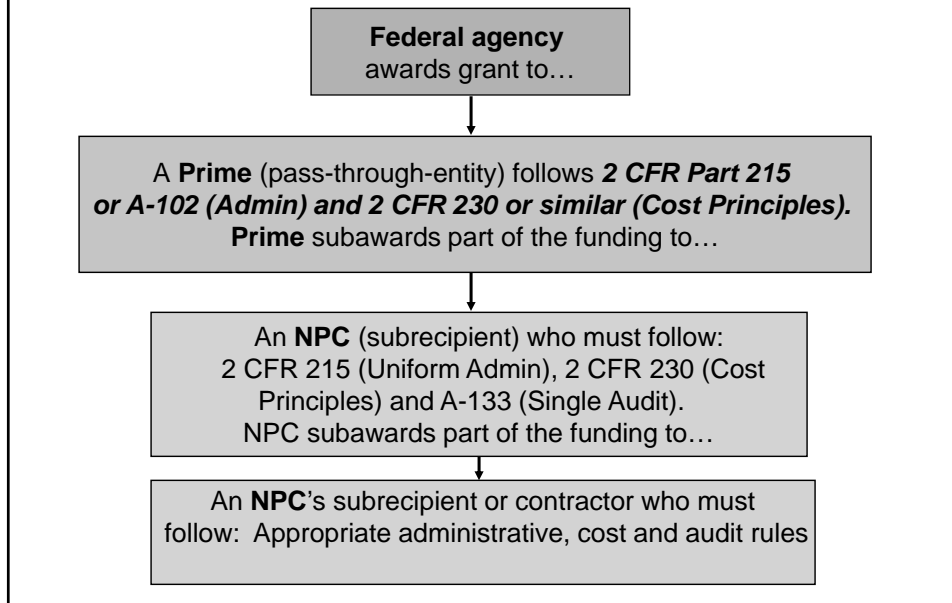 Federal agency
awards grant to…
A Prime (pass-through-entity) follows 2 CFR Part 215
or A-102 (Admin) and 2 CFR 230 or similar (Cost Principles).
Prime subawards part of the funding to…
An NPC (subrecipient) who must follow:
2 CFR 215 (Uniform Admin), 2 CFR 230 (Cost
Principles) and A-133 (Single Audit).
NPC subawards part of the funding to…
An NPC’s subrecipient or contractor who must
follow: Appropriate administrative, cost and audit rules